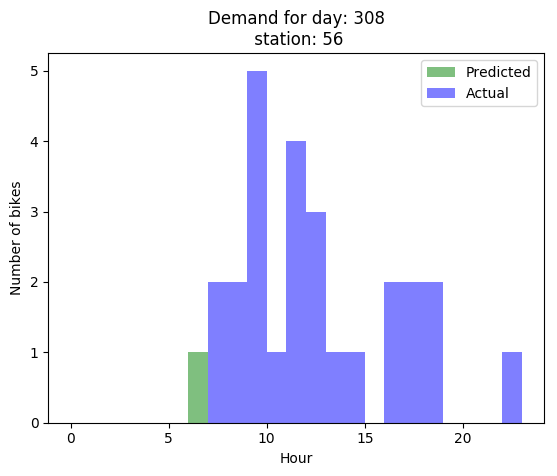 Demand for day: 308
station: 56
Predicted
Actual
Number of bikes
5
4
3
2
1
0
0 5 10 15 20
Hour